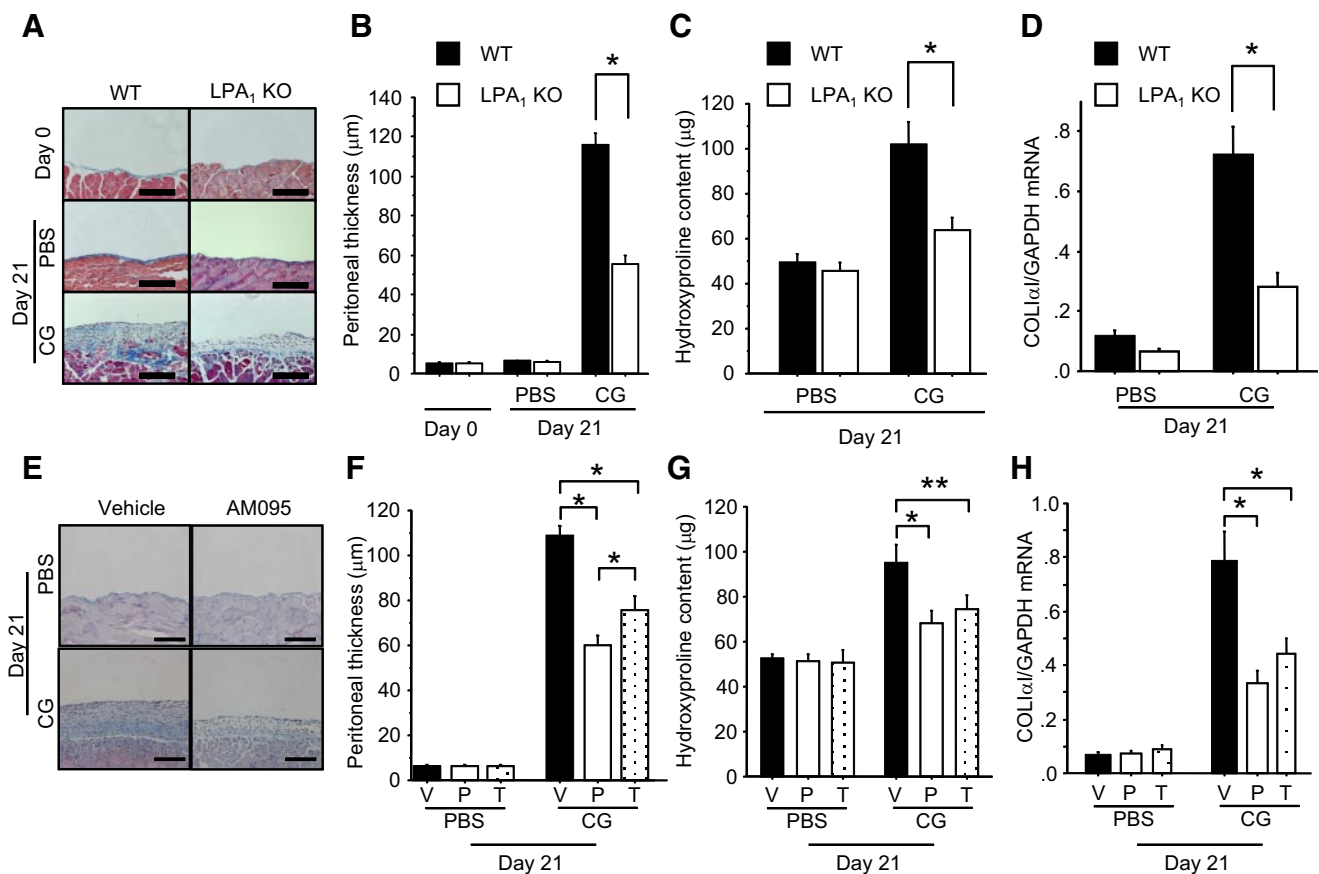 A
WT LPA₁ KO
Day 0
Day 21
PBS
CG
B
WT
LPA₁ KO
*
Peritoneal thickness (μm)
140
120
100
80
60
40
20
0
PBS CG
Day 0 Day 21
C
WT
LPA₁ KO
*
Hydroxyproline content (μg)
120
100
80
60
40
20
0
PBS CG
Day 21
D
WT
LPA₁ KO
*
COLIαI/GAPDH mRNA
.8
.6
.4
.2
.0
PBS CG
Day 21
E
Vehicle AM095
Day 21
PBS
CG
F
*
*
*
Peritoneal thickness (μm)
120
100
80
60
40
20
0
V P T V P T
PBS CG
Day 21
G
**
*
Hydroxyproline content (μg)
120
100
80
60
40
20
0
V P T V P T
PBS CG
Day 21
H
*
*
COLIαI/GAPDH mRNA
1.0
.8
.6
.4
.2
.0
V P T V P T
PBS CG
Day 21